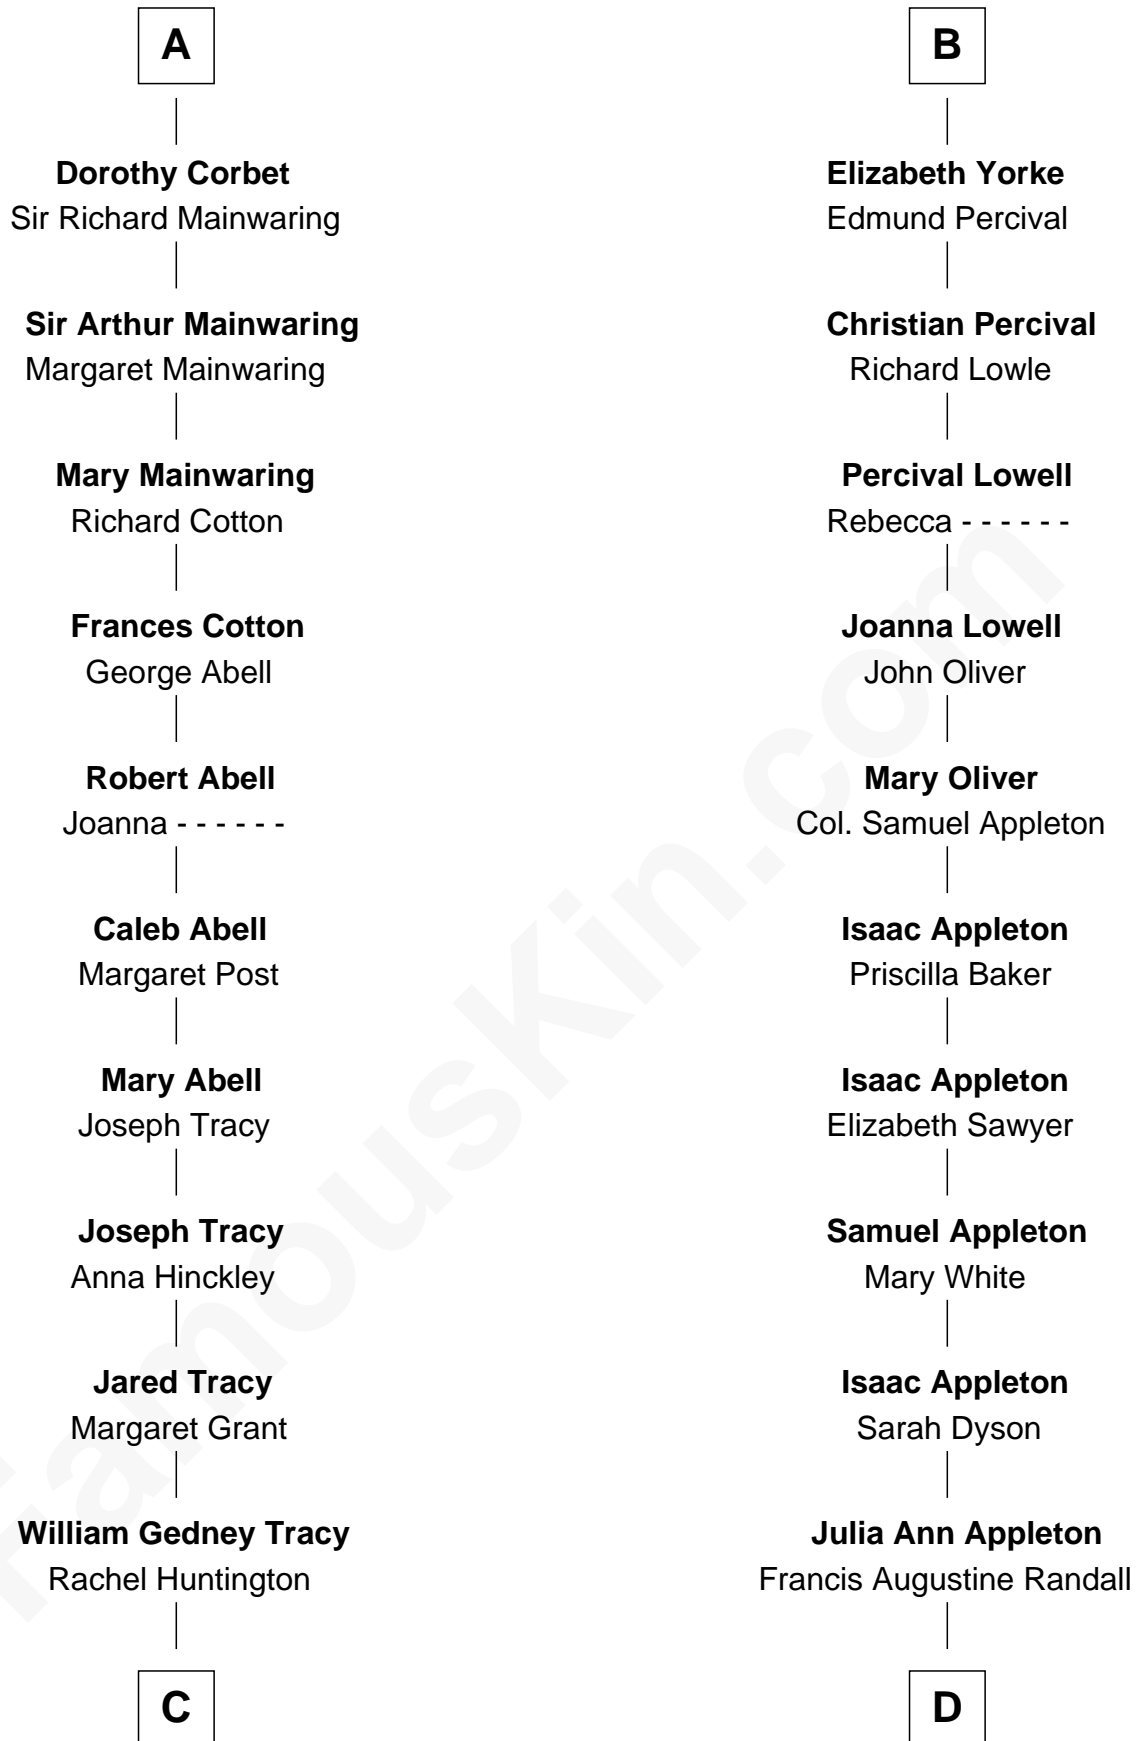 A
Dorothy Corbet
Sir Richard Mainwaring
Sir Arthur Mainwaring
Margaret Mainwaring
Mary Mainwaring
Richard Cotton
Frances Cotton
George Abell
Robert Abell
Joanna - - - - - -
Caleb Abell
Margaret Post
Mary Abell
Joseph Tracy
Joseph Tracy
Anna Hinckley
Jared Tracy
Margaret Grant
William Gedney Tracy
Rachel Huntington
C
B
Elizabeth Yorke
Edmund Percival
Christian Percival
Richard Lowle
Percival Lowell
Rebecca - - - - - -
Joanna Lowell
John Oliver
Mary Oliver
Col. Samuel Appleton
Isaac Appleton
Priscilla Baker
Isaac Appleton
Elizabeth Sawyer
Samuel Appleton
Mary White
Isaac Appleton
Sarah Dyson
Julia Ann Appleton
Francis Augustine Randall
D
FamousKin.com